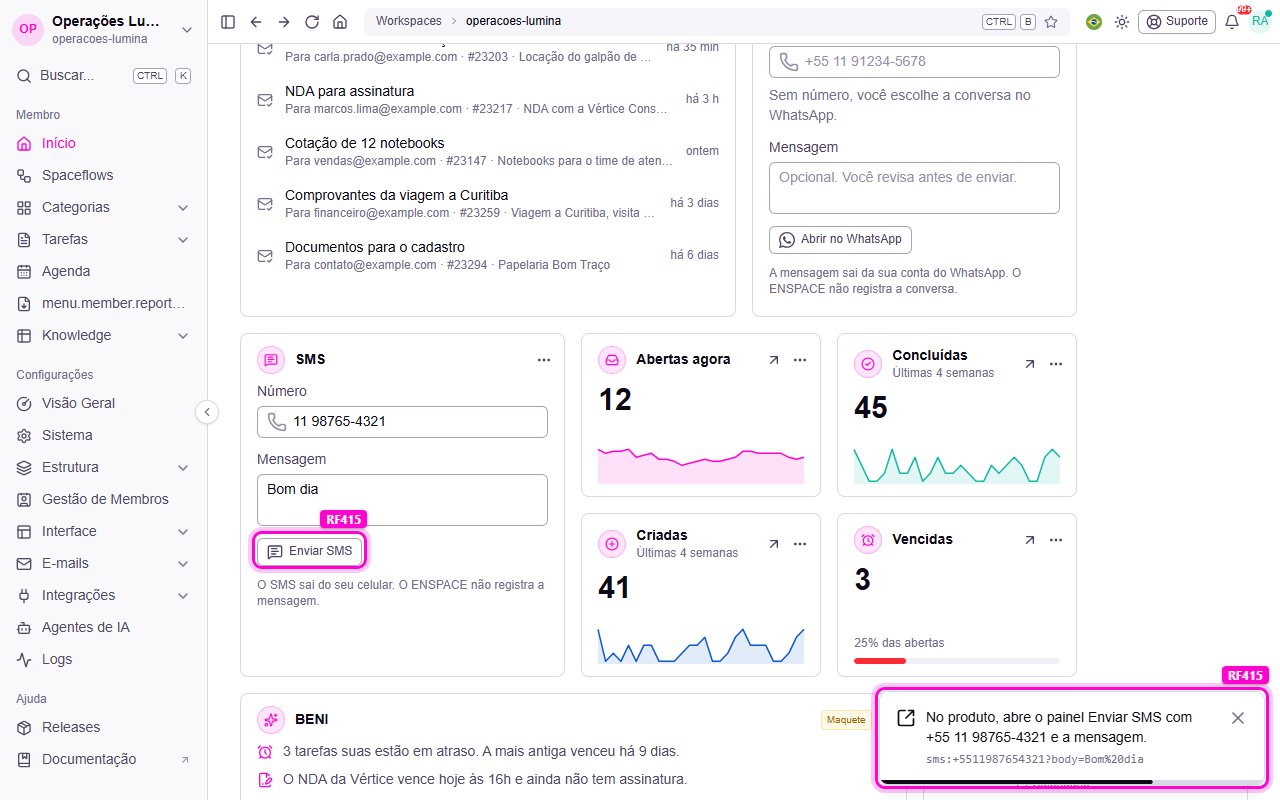 OP
Operações Lu...
operacoes-lumina
Buscar...
CTRL
K
Membro
Início
Spaceflows
Categorias
Tarefas
Agenda
menu.member.report...
Knowledge
Configurações
Visão Geral
Sistema
Estrutura
Gestão de Membros
Interface
E-mails
Integrações
Agentes de IA
Logs
Ajuda
Releases
Documentação
Workspaces
operacoes-lumina
CTRL
B
Suporte
99+
RA
há 35 min
Para carla.prado@example.com · #23203 · Locação do galpão de ...
NDA para assinatura
Para marcos.lima@example.com · #23217 · NDA com a Vértice Cons...
há 3 h
Cotação de 12 notebooks
Para vendas@example.com · #23147 · Notebooks para o time de aten...
ontem
Comprovantes da viagem a Curitiba
Para financeiro@example.com · #23259 · Viagem a Curitiba, visita ...
há 3 dias
Documentos para o cadastro
Para contato@example.com · #23294 · Papelaria Bom Traço
há 6 dias
+55 11 91234-5678
Sem número, você escolhe a conversa no
WhatsApp.
Mensagem
Opcional. Você revisa antes de enviar.
Abrir no WhatsApp
A mensagem sai da sua conta do WhatsApp. O
ENSPACE não registra a conversa.
SMS
Número
11 98765-4321
Mensagem
Bom dia
RF415
Enviar SMS
O SMS sai do seu celular. O ENSPACE não registra a
mensagem.
Abertas agora
12
Concluídas
Últimas 4 semanas
45
Criadas
Últimas 4 semanas
41
Vencidas
3
25% das abertas
BENI
Maquete
3 tarefas suas estão em atraso. A mais antiga venceu há 9 dias.
O NDA da Vértice vence hoje às 16h e ainda não tem assinatura.
RF415
No produto, abre o painel Enviar SMS com
+55 11 98765-4321 e a mensagem.
sms:+5511987654321?body=Bom%20dia